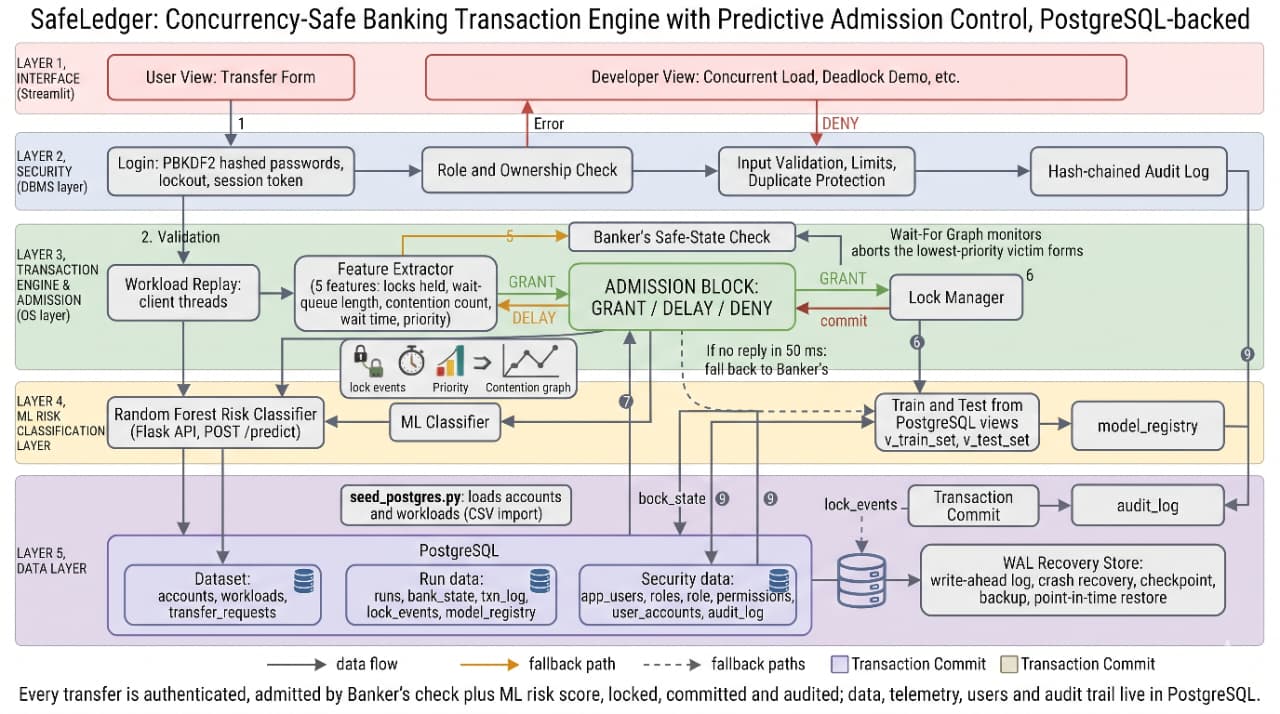 SafeLedger: Concurrency-Safe Banking Transaction Engine with Predictive Admission Control, PostgreSQL-backed
LAYER 1,
INTERFACE
(Streamlit)
User View: Transfer Form
Developer View: Concurrent Load, Deadlock Demo, etc.
1
Error
DENY
LAYER 2,
SECURITY
(DBMS layer)
Login: PBKDF2 hashed passwords,
lockout, session token
Role and Ownership Check
Input Validation, Limits,
Duplicate Protection
Hash-chained Audit Log
2. Validation
5
Banker's Safe-State Check
Wait-For Graph monitors
aborts the lowest-priority victim forms
LAYER 3,
TRANSACTION
ENGINE &
ADMISSION
(OS layer)
Workload Replay:
client threads
Feature Extractor
(5 features: locks held, wait-
queue length, contention count,
wait time, priority)
GRANT
DELAY
ADMISSION BLOCK:
GRANT / DELAY / DENY
GRANT
commit
Lock Manager
6
lock events
Priority
Contention graph
If no reply in 50 ms:
fall back to Banker's
6
9
LAYER 4,
ML RISK
CLASSIFICATION
LAYER
Random Forest Risk Classifier
(Flask API, POST /predict)
ML Classifier
7
Train and Test from
PostgreSQL views
v_train_set, v_test_set
model_registry
LAYER 5,
DATA LAYER
seed_postgres.py: loads accounts
and workloads (CSV import)
bock_state
9
9
lock_events
Transaction
Commit
audit_log
PostgreSQL
Dataset:
accounts, workloads,
transfer_requests
Run data:
runs, bank_state, txn_log,
lock_events, model_registry
Security data:
app_users, roles, role, permissions,
user_accounts, audit_log
WAL Recovery Store:
write-ahead log, crash recovery, checkpoint,
backup, point-in-time restore
data flow
fallback path
fallback paths
Transaction Commit
Transaction Commit
Every transfer is authenticated, admitted by Banker's check plus ML risk score, locked, committed and audited; data, telemetry, users and audit trail live in PostgreSQL.